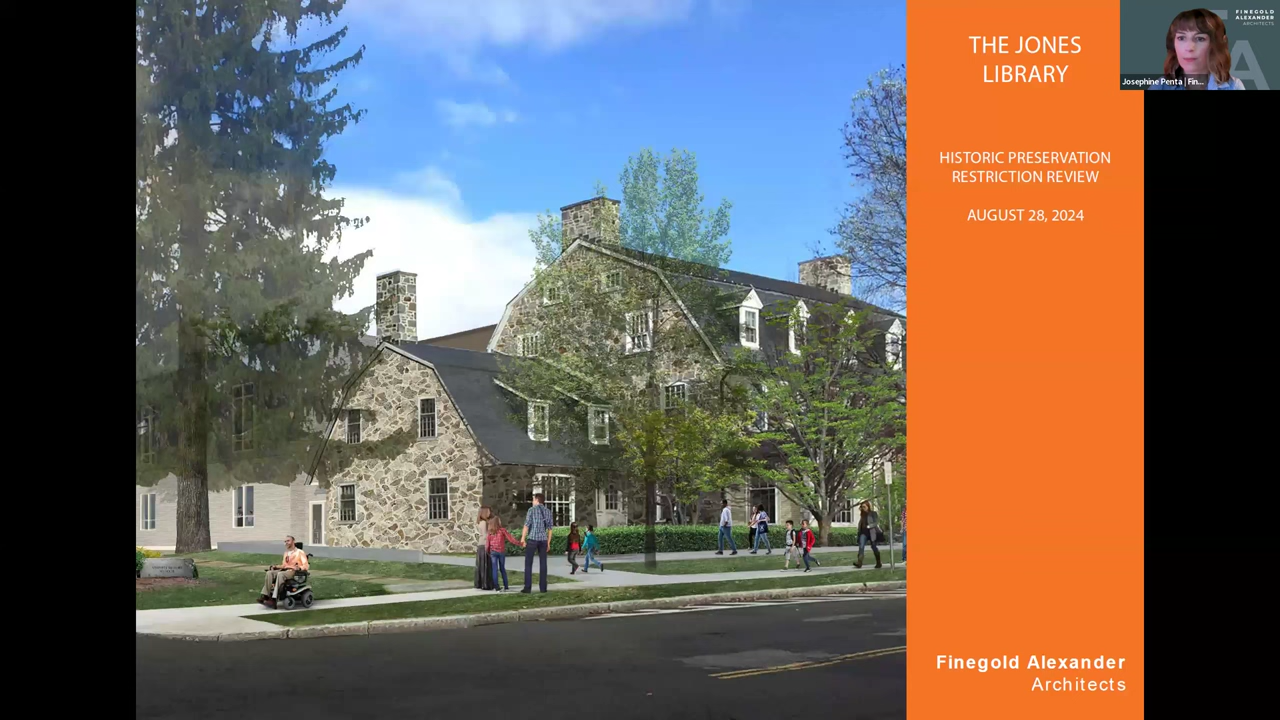 THE JONES
LIBRARY
HISTORIC PRESERVATION
RESTRICTION REVIEW
AUGUST 28, 2024
Finegold Alexander
Architects
FINEGOLD
ALEXANDER
ARCHITECTS
Josephine Penta | Fin...